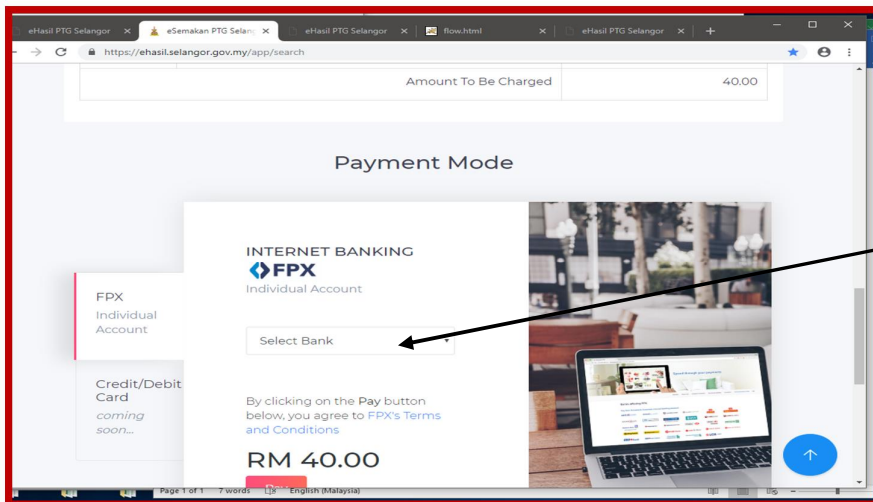 eHasil PTG Selangor
eSemakan PTG Selan
eHasil PTG Selangor
flow.html
eHasil PTG Selangor
https://ehasil.selangor.gov.my/app/search
Amount To Be Charged 40.00
Payment Mode
INTERNET BANKING
FPX
Individual Account
FPX
Individual
Account
Select Bank
Credit/Debit
Card
coming
soon...
By clicking on the Pay button
below, you agree to FPX's Terms
and Conditions
RM 40.00
Pay
Page 1 of 1 7 words English (Malaysia)